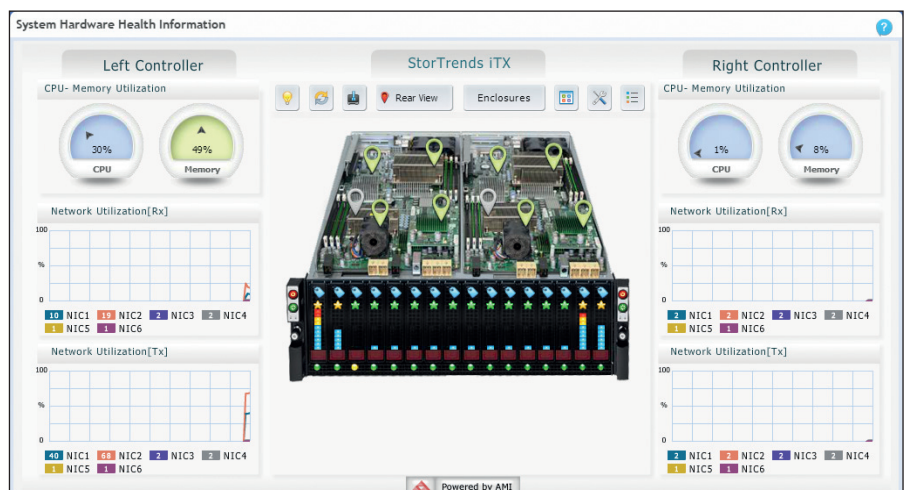 System Hardware Health Information
?
Left Controller
CPU- Memory Utilization
30%
CPU
49%
Memory
Network Utilization[Rx]
100
%
0
10 NIC1 19 NIC2 2 NIC3 2 NIC4
1 NIC5 1 NIC6
Network Utilization[Tx]
100
%
0
40 NIC1 68 NIC2 2 NIC3 2 NIC4
1 NIC5 1 NIC6
StorTrends iTX
Rear View Enclosures
Powered by AMI
Right Controller
CPU- Memory Utilization
1%
CPU
8%
Memory
Network Utilization[Rx]
100
%
0
2 NIC1 2 NIC2 2 NIC3 2 NIC4
1 NIC5 1 NIC6
Network Utilization[Tx]
100
%
0
2 NIC1 2 NIC2 2 NIC3 2 NIC4
1 NIC5 1 NIC6